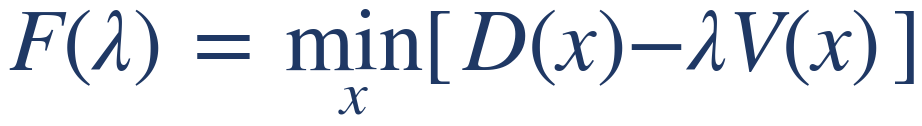 F(λ) = min[ D(x)−λV(x) ]
x